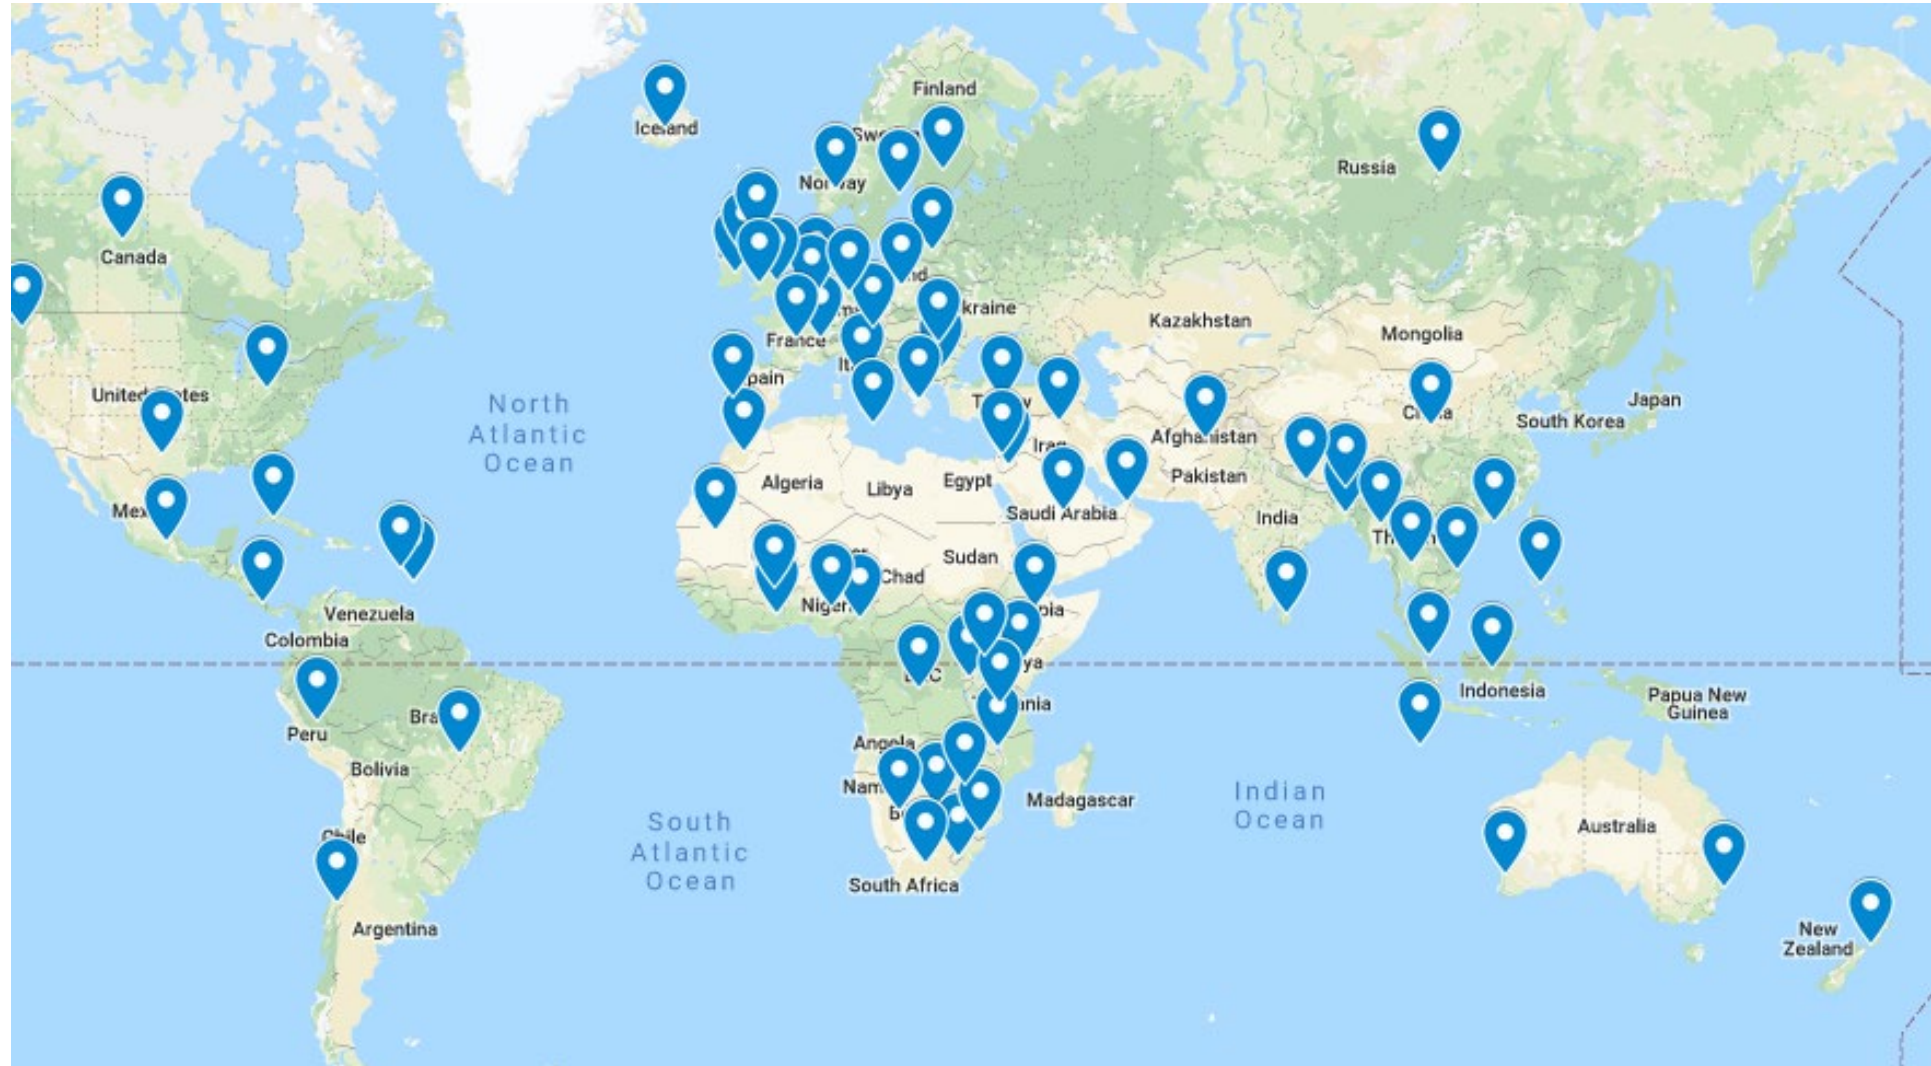 Finland
Iceland
Russia
Canada
Kazakhstan
Mongolia
France
Japan
South Korea
North
Atlantic
Ocean
Afghanistan
Pakistan
Algeria
Libya
Egypt
Saudi Arabia
India
Sudan
Chad
Venezuela
Colombia
Indonesia
Papua New
Guinea
Peru
Angola
Bolivia
Madagascar
Indian
Ocean
Australia
Chile
South
Atlantic
Ocean
South Africa
Argentina
New
Zealand